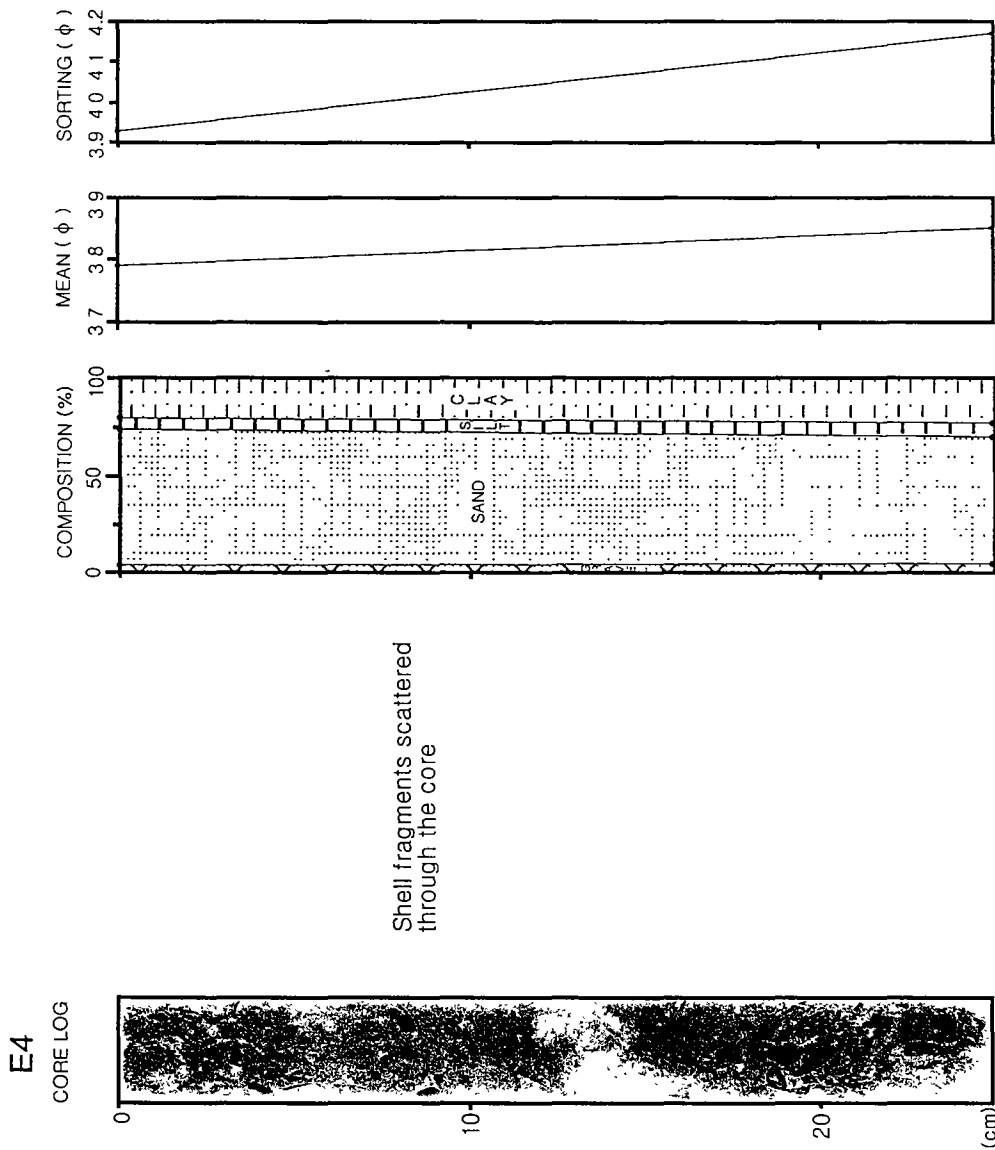 E4
CORE LOG
0
10
20
(cm)
Shell fragments scattered
through the core
COMPOSITION (%)
0
50
100
SAND
SILT
CLAY
MEAN ( φ )
3 7
3 8
3 9
SORTING ( φ )
3.9
4 0
4 1
4.2